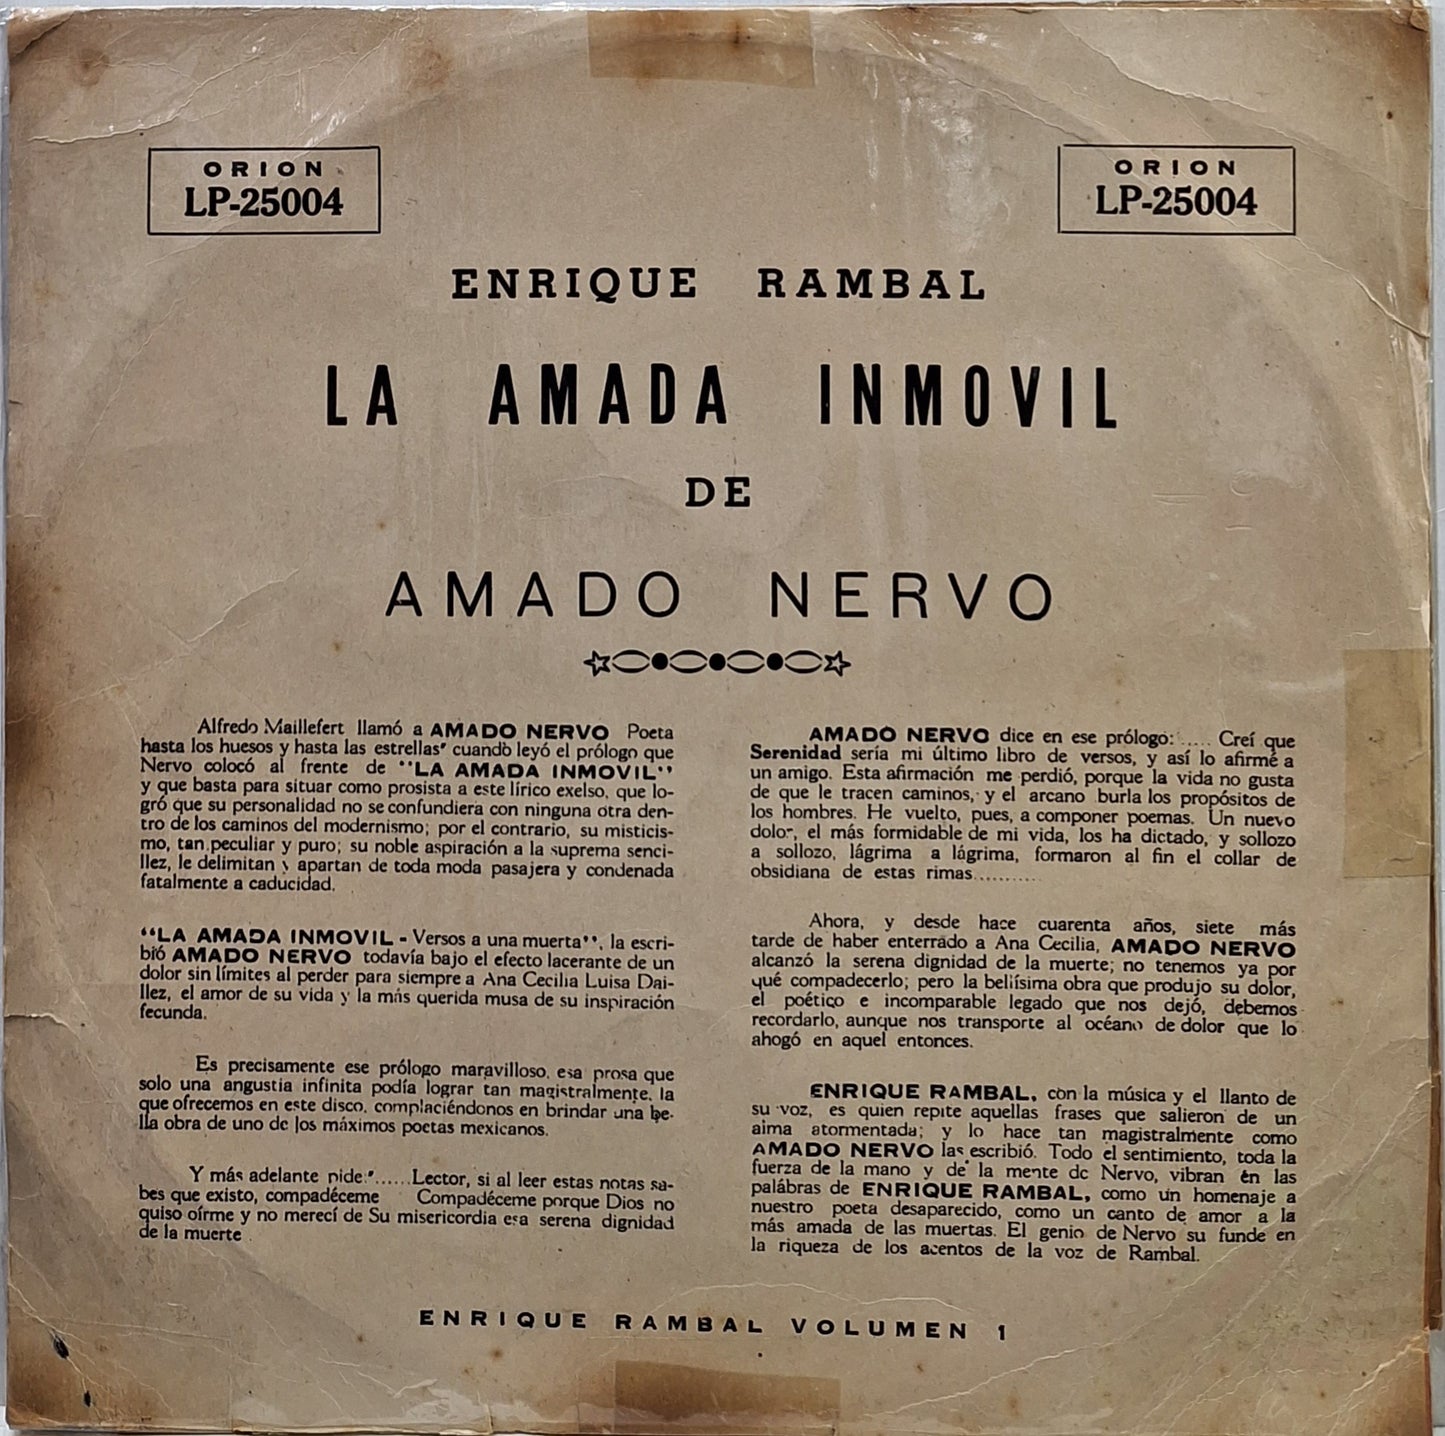 ORION
LP-25004
ORION
LP-25004
ENRIQUE RAMBAL
LA AMADA INMOVIL
DE
AMADO NERVO
Alfredo Maillefert llamó a AMADO NERVO Poeta
hasta los huesos y hasta las estrellas" cuando leyó el prólogo que
Nervo colocó al frente de "LA AMADA INMOVIL"
y que basta para situar como prosista a este lírico exelso, que lo-
gró que su personalidad no se confundiera con ninguna otra den-
tro de los caminos del modernismo; por el contrario, su misticis-
mo, tan peculiar y puro; su noble aspiración a la suprema senci-
llez, le delimitan y apartan de toda moda pasajera y condenada
fatalmente a caducidad.
"LA AMADA INMOVIL - Versos a una muerta", la escri-
bió AMADO NERVO todavía bajo el efecto lacerante de un
dolor sin límites al perder para siempre a Ana Cecilia Luisa Dai-
llez, el amor de su vida y la más querida musa de su inspiración
fecunda.
Es precisamente ese prólogo maravilloso, esa prosa que
solo una angustia infinita podía lograr tan magistralmente, la
que ofrecemos en este disco, complaciéndonos en brindar una be-
lla obra de uno de los máximos poetas mexicanos.
Y más adelante pide:"......Lector, si al leer estas notas sa-
bes que existo, compadéceme Compadéceme porque Dios no
quiso oírme y no merecí de Su misericordia esa serena dignidad
de la muerte
AMADO NERVO dice en ese prólogo: ..... Creí que
Serenidad sería mi último libro de versos, y así lo afirmé a
un amigo. Esta afirmación me perdió, porque la vida no gusta
de que le tracen caminos, y el arcano burla los propósitos de
los hombres. He vuelto, pues, a componer poemas. Un nuevo
dolor, el más formidable de mi vida, los ha dictado, y sollozo
a sollozo, lágrima a lágrima, formaron al fin el collar de
obsidiana de estas rimas...........
Ahora, y desde hace cuarenta años, siete más
tarde de haber enterrado a Ana Cecilia, AMADO NERVO
alcanzó la serena dignidad de la muerte; no tenemos ya por
qué compadecerlo; pero la bellísima obra que produjo su dolor,
el poético e incomparable legado que nos dejó, debemos
recordarlo, aunque nos transporte al océano de dolor que lo
ahogó en aquel entonces.
ENRIQUE RAMBAL, con la música y el llanto de
su voz, es quien repite aquellas frases que salieron de un
alma atormentada; y lo hace tan magistralmente como
AMADO NERVO las escribió. Todo el sentimiento, toda la
fuerza de la mano y de la mente de Nervo, vibran en las
palábras de ENRIQUE RAMBAL, como un homenaje a
nuestro poeta desaparecido, como un canto de amor a la
más amada de las muertas. El genio de Nervo su funde en
la riqueza de los acentos de la voz de Rambal.
ENRIQUE RAMBAL VOLUMEN 1